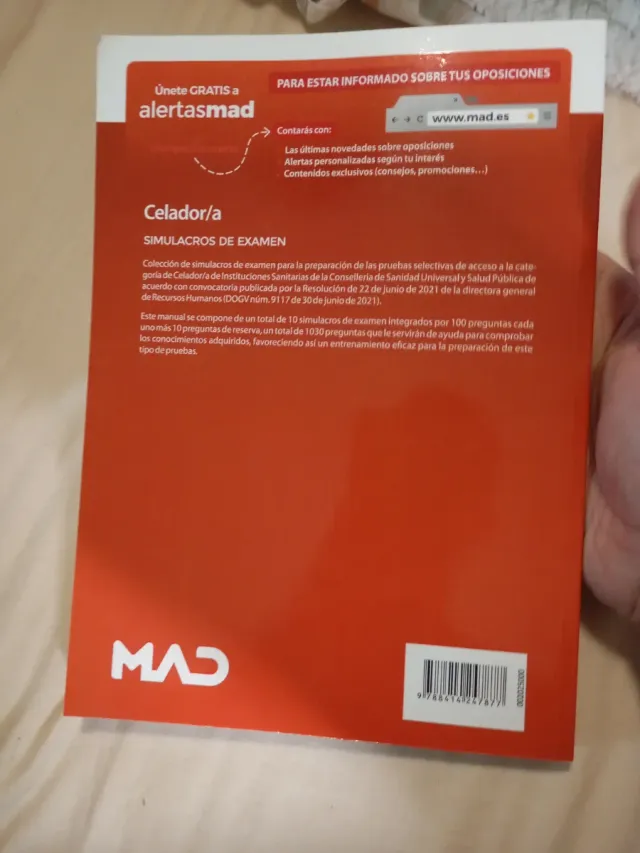 Únete GRATIS a
alertasmad
PARA ESTAR INFORMADO SOBRE TUS OPOSICIONES
www.mad.es
Contarás con:
Las últimas novedades sobre oposiciones
Alertas personalizadas según tu interés
Contenidos exclusivos (consejos, promociones...)
Celador/a
SIMULACROS DE EXAMEN
Colección de simulacros de examen para la preparación de las pruebas selectivas de acceso a la cate-
goría de Celador/a de Instituciones Sanitarias de la Conselleria de Sanidad Universal y Salud Pública de
acuerdo con convocatoria publicada por la Resolución de 22 de junio de 2021 de la directora general
de Recursos Humanos (DOGV núm. 9117 de 30 de junio de 2021).
Este manual se compone de un total de 10 simulacros de examen integrados por 100 preguntas cada
uno más 10 preguntas de reserva, un total de 1030 preguntas que le servirán de ayuda para comprobar
los conocimientos adquiridos, favoreciendo así un entrenamiento eficaz para la preparación de este
tipo de pruebas.
MAD
9 788414 247877